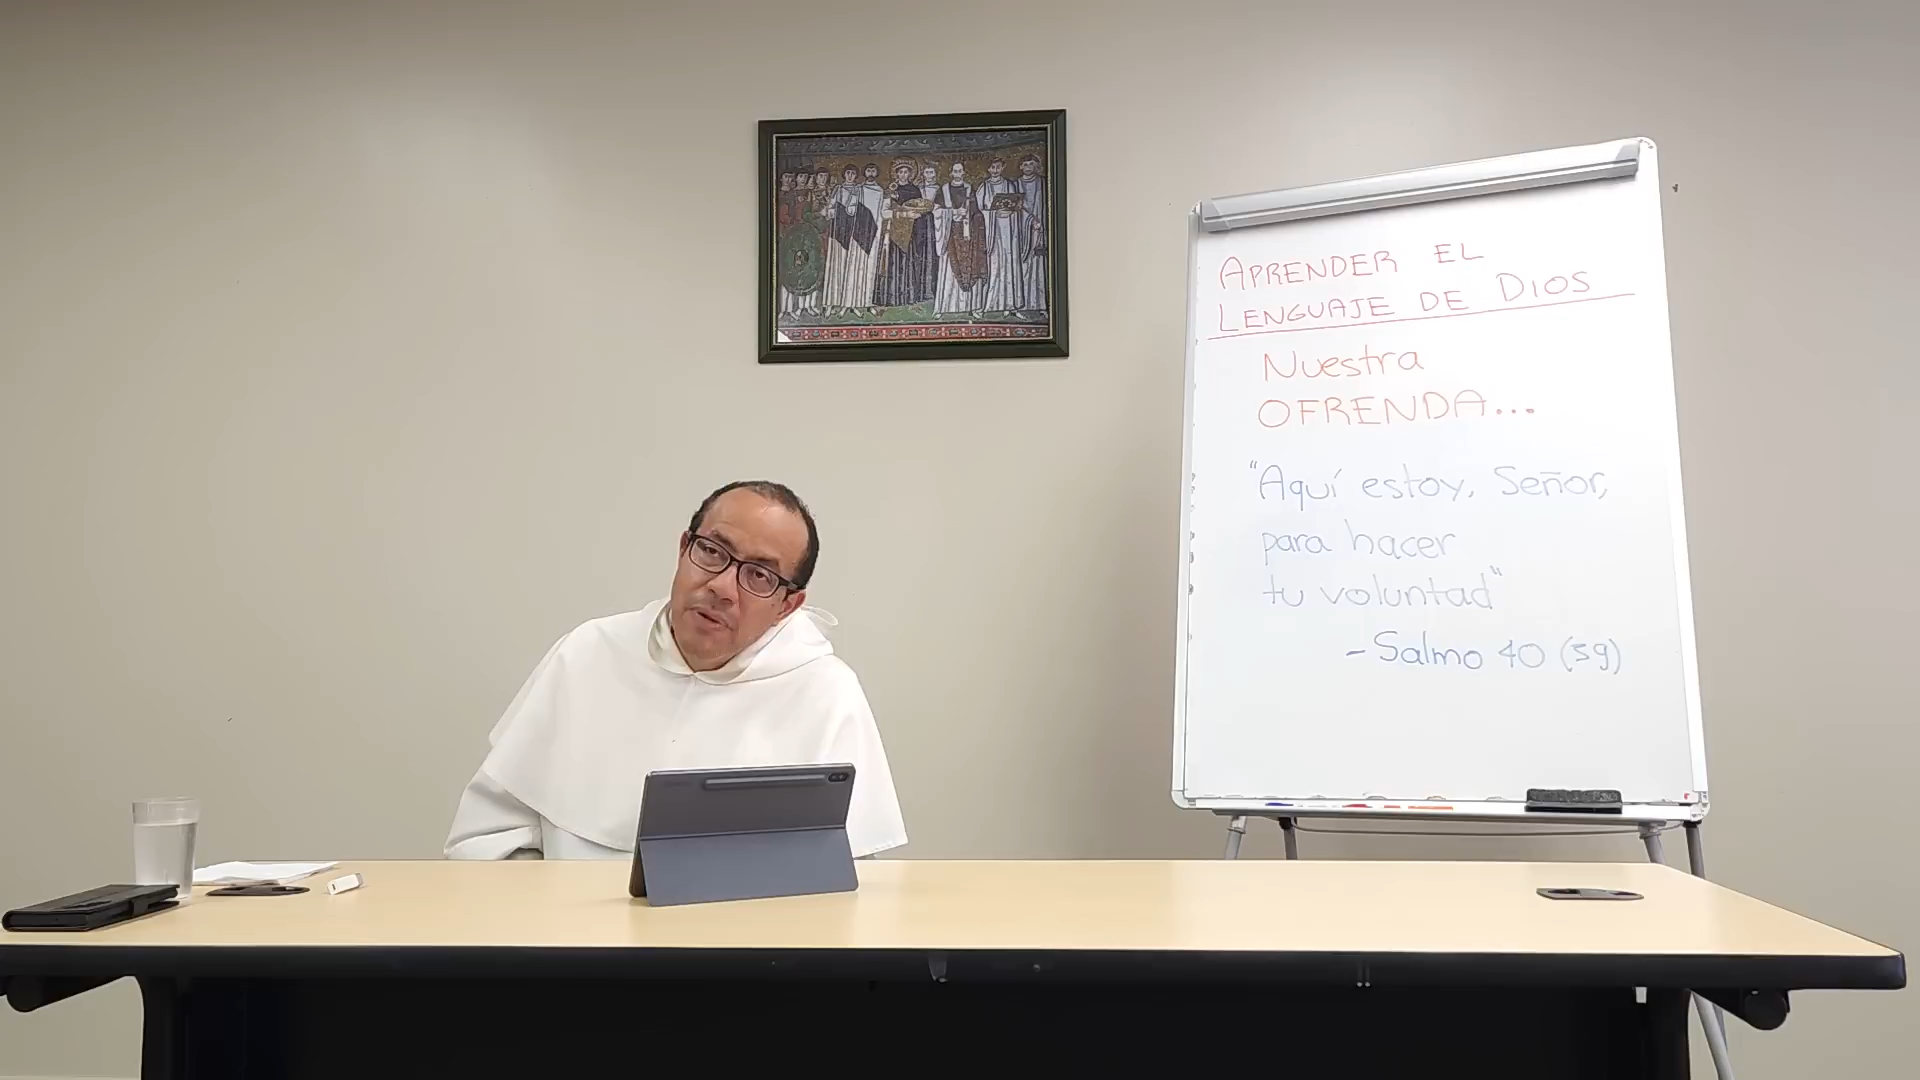 APRENDER EL
LENGUAJE DE DIOS
Nuestra
OFRENDA...
"Aquí estoy, Señor,
para hacer
tu voluntad"
- Salmo 40 (39)